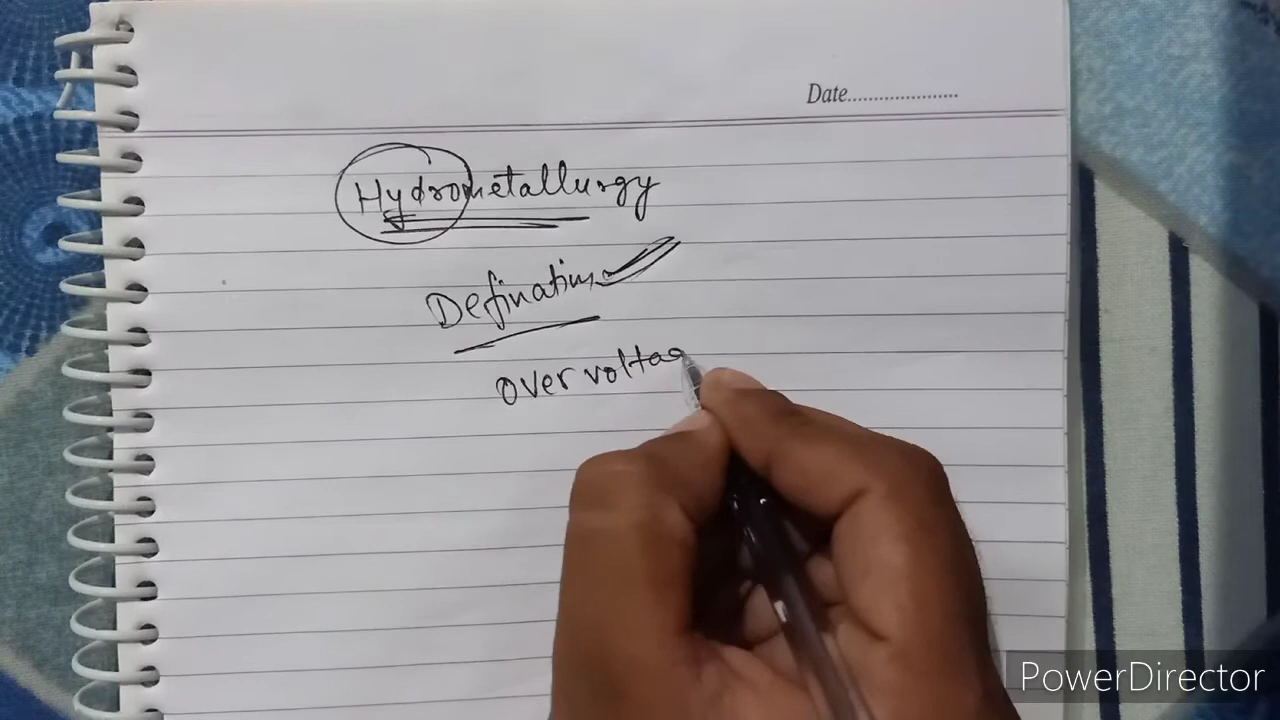 Date....................
Hydrometallurgy
Defination
Over voltag
PowerDirector